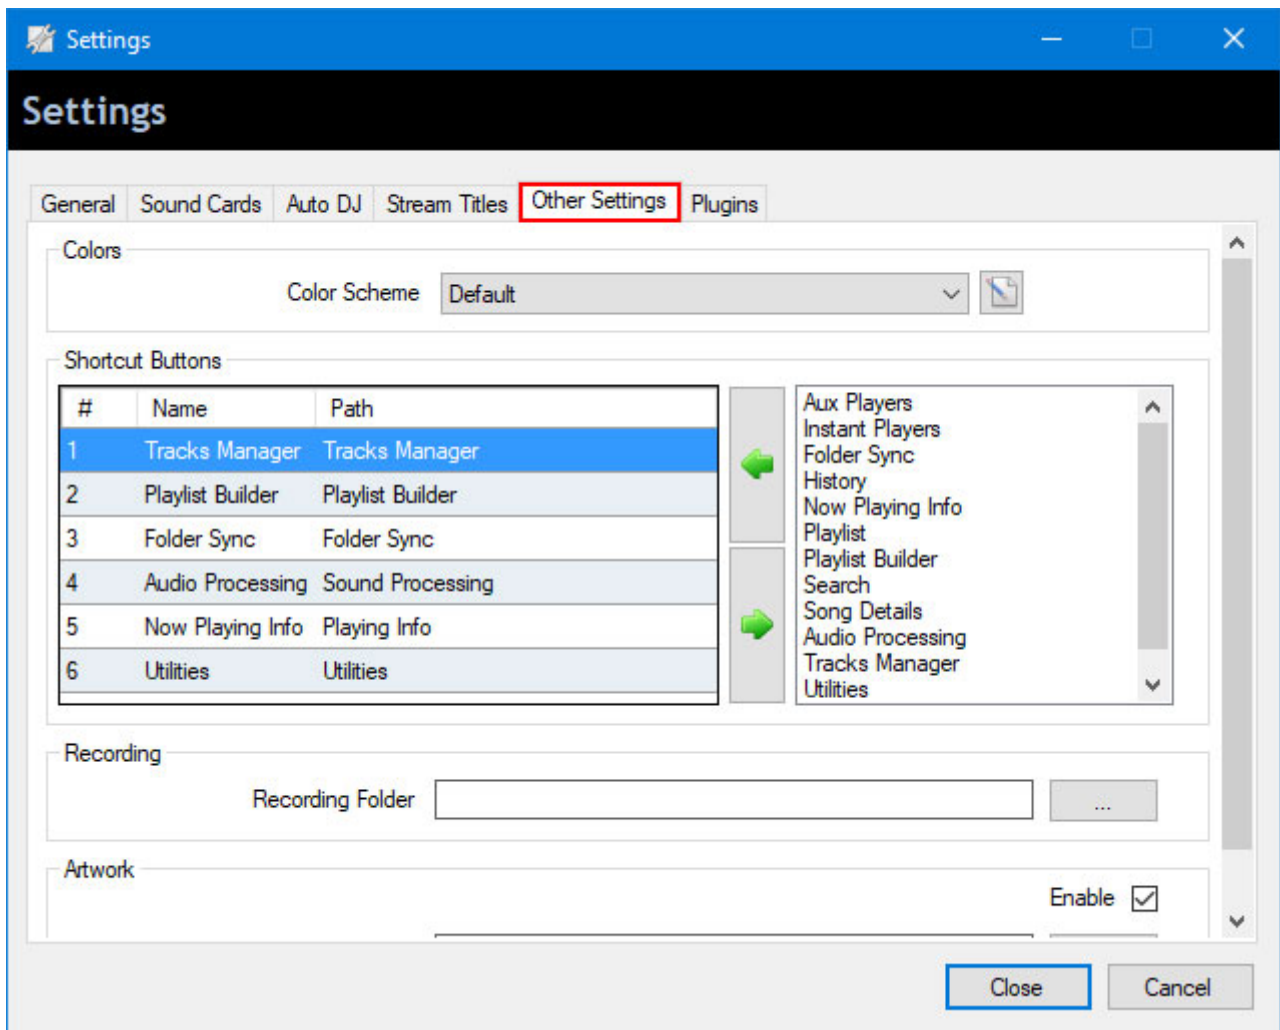 Settings
Settings
General Sound Cards Auto DJ Stream Titles Other Settings Plugins
Colors
Color Scheme Default
Shortcut Buttons
# Name Path
1 Tracks Manager Tracks Manager
2 Playlist Builder Playlist Builder
3 Folder Sync Folder Sync
4 Audio Processing Sound Processing
5 Now Playing Info Playing Info
6 Utilities Utilities
Aux Players
Instant Players
Folder Sync
History
Now Playing Info
Playlist
Playlist Builder
Search
Song Details
Audio Processing
Tracks Manager
Utilities
Recording
Recording Folder ...
Artwork
Enable
Close Cancel